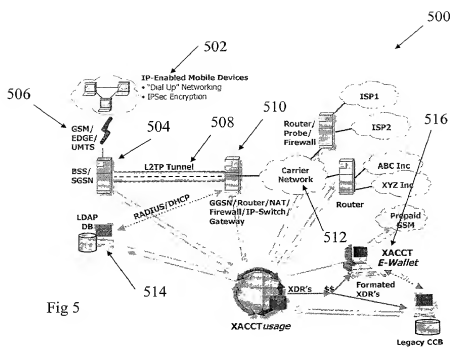 500
502
IP-Enabled Mobile Devices
• "Dial Up" Networking
• IPSec Encryption
ISP1
ISP2
506
504
508
510
516
GSM/
EDGE/
UMTS
Router/
Probe/
Firewall
L2TP Tunnel
BSS/
SGSN
Carrier
Network
ABC Inc
XYZ Inc
Router
RADIUS/DHCP
GGSN/Router/NAT/
Firewall/IP-Switch/
Gateway
512
Prepaid
GSM
LDAP
DB
514
XACCT
E-Wallet
XDR's
$$
Formated
XDR's
Fig 5
XACCTusage
Legacy CCB